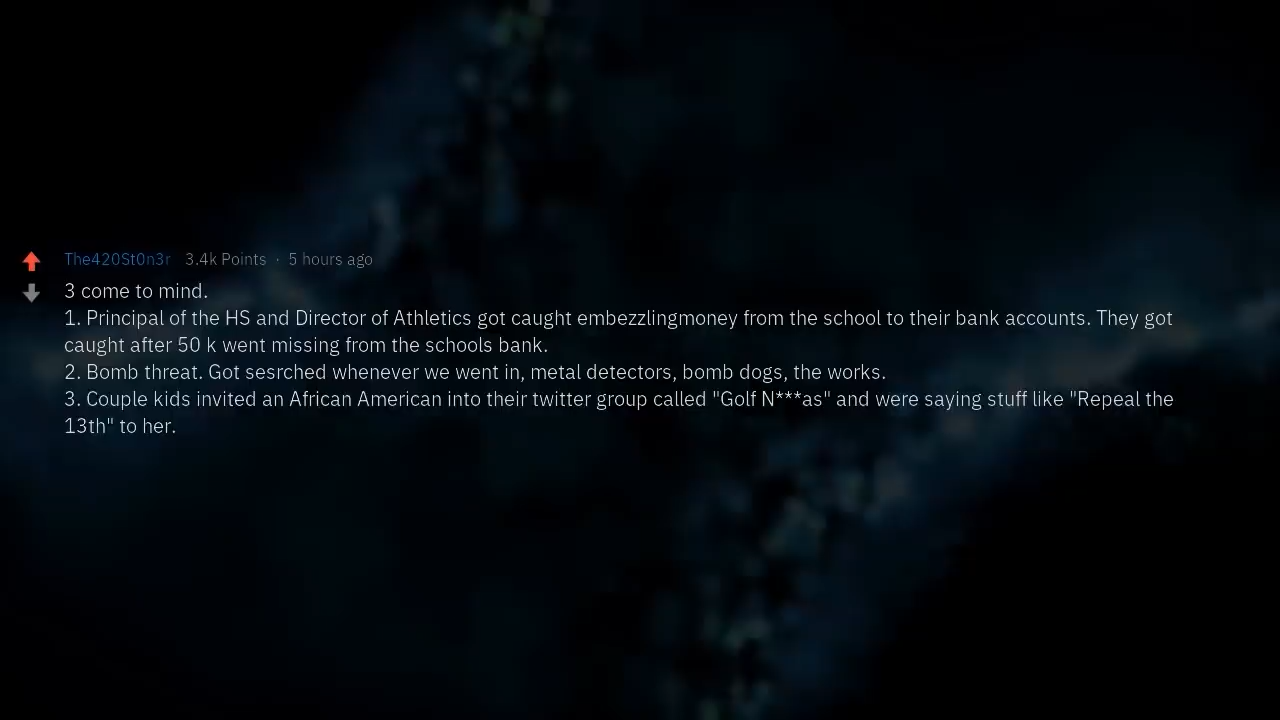 The420St0n3r 3.4k Points · 5 hours ago
3 come to mind.
1. Principal of the HS and Director of Athletics got caught embezzlingmoney from the school to their bank accounts. They got
caught after 50 k went missing from the schools bank.
2. Bomb threat. Got sesrched whenever we went in, metal detectors, bomb dogs, the works.
3. Couple kids invited an African American into their twitter group called "Golf N***as" and were saying stuff like "Repeal the
13th" to her.